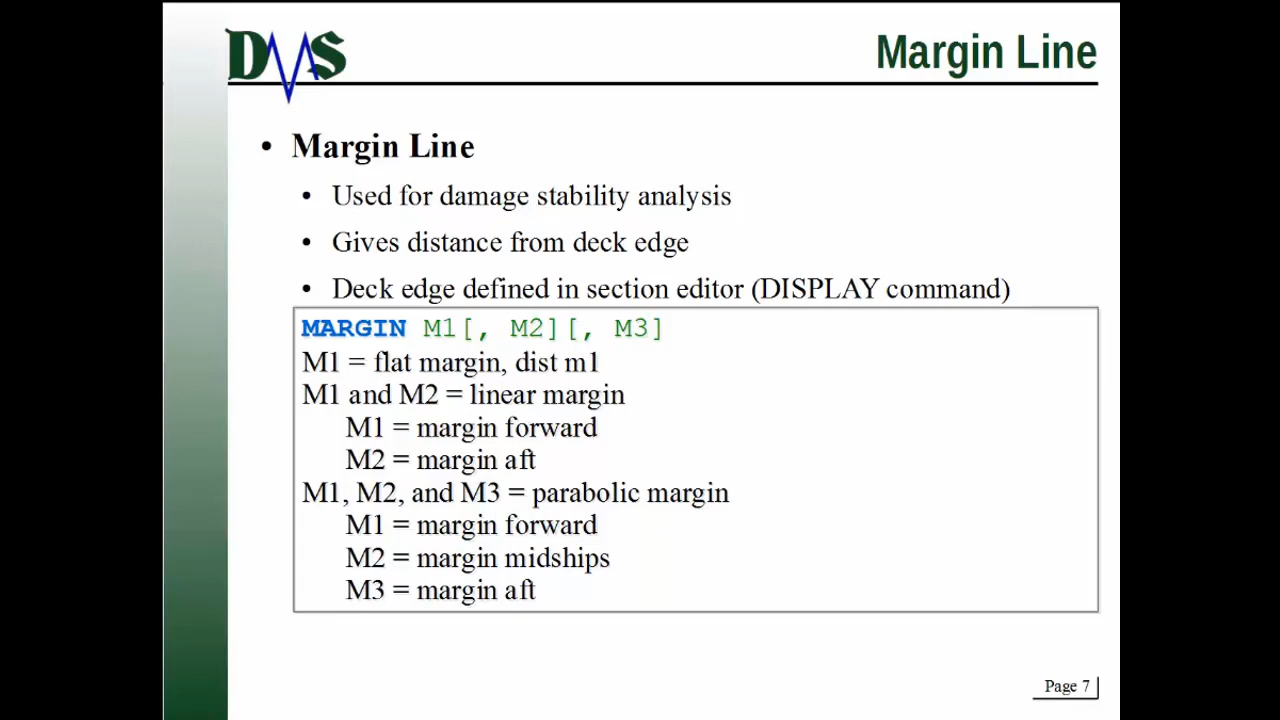 DMS
Margin Line
• Margin Line
• Used for damage stability analysis
• Gives distance from deck edge
• Deck edge defined in section editor (DISPLAY command)
MARGIN M1[, M2][, M3]
M1 = flat margin, dist m1
M1 and M2 = linear margin
M1 = margin forward
M2 = margin aft
M1, M2, and M3 = parabolic margin
M1 = margin forward
M2 = margin midships
M3 = margin aft
Page 7